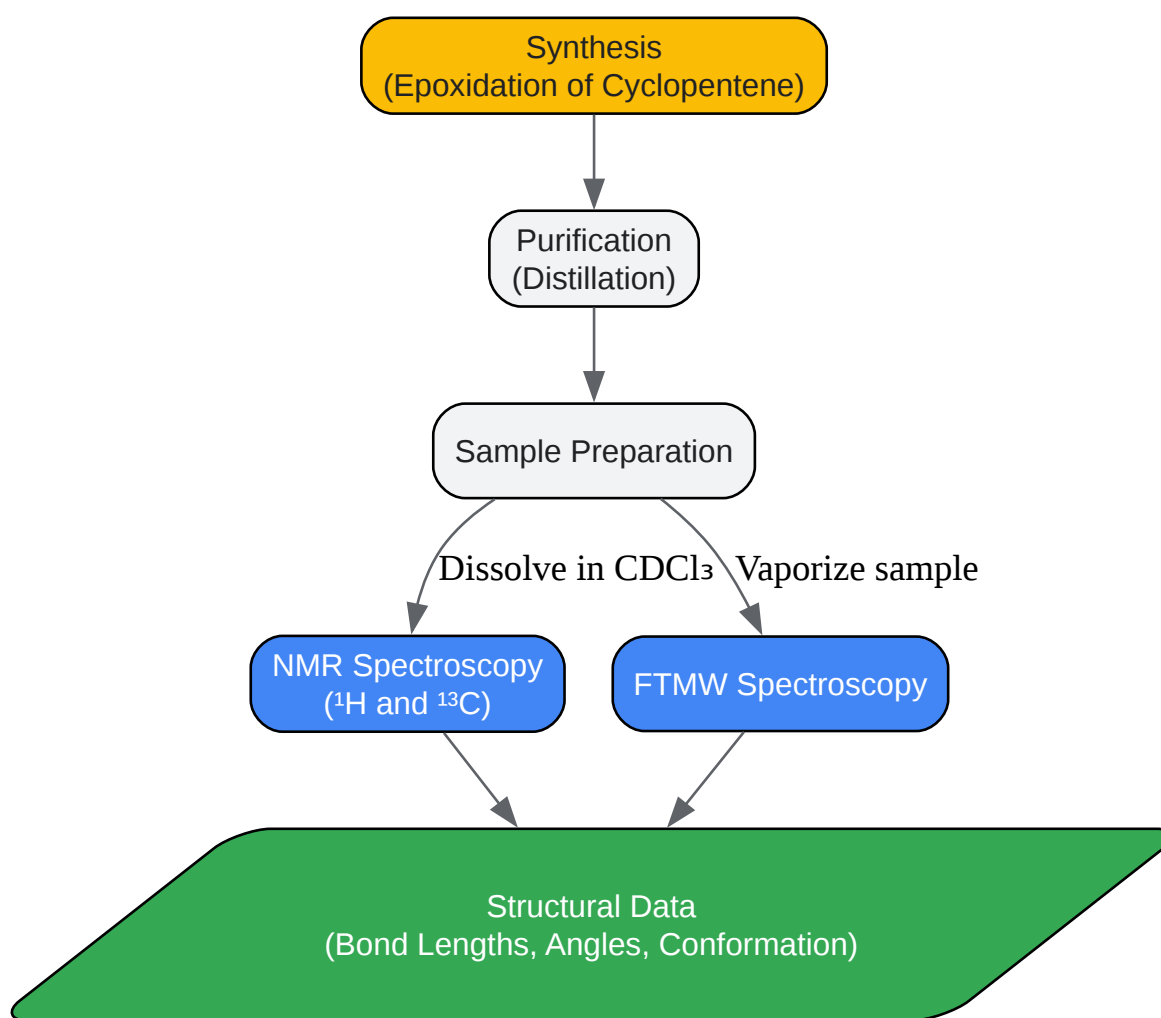 Synthesis
(Epoxidation of Cyclopentene)
Purification
(Distillation)
Sample Preparation
Dissolve in CDCl₃
Vaporize sample
NMR Spectroscopy
(¹H and ¹³C)
FTMW Spectroscopy
Structural Data
(Bond Lengths, Angles, Conformation)